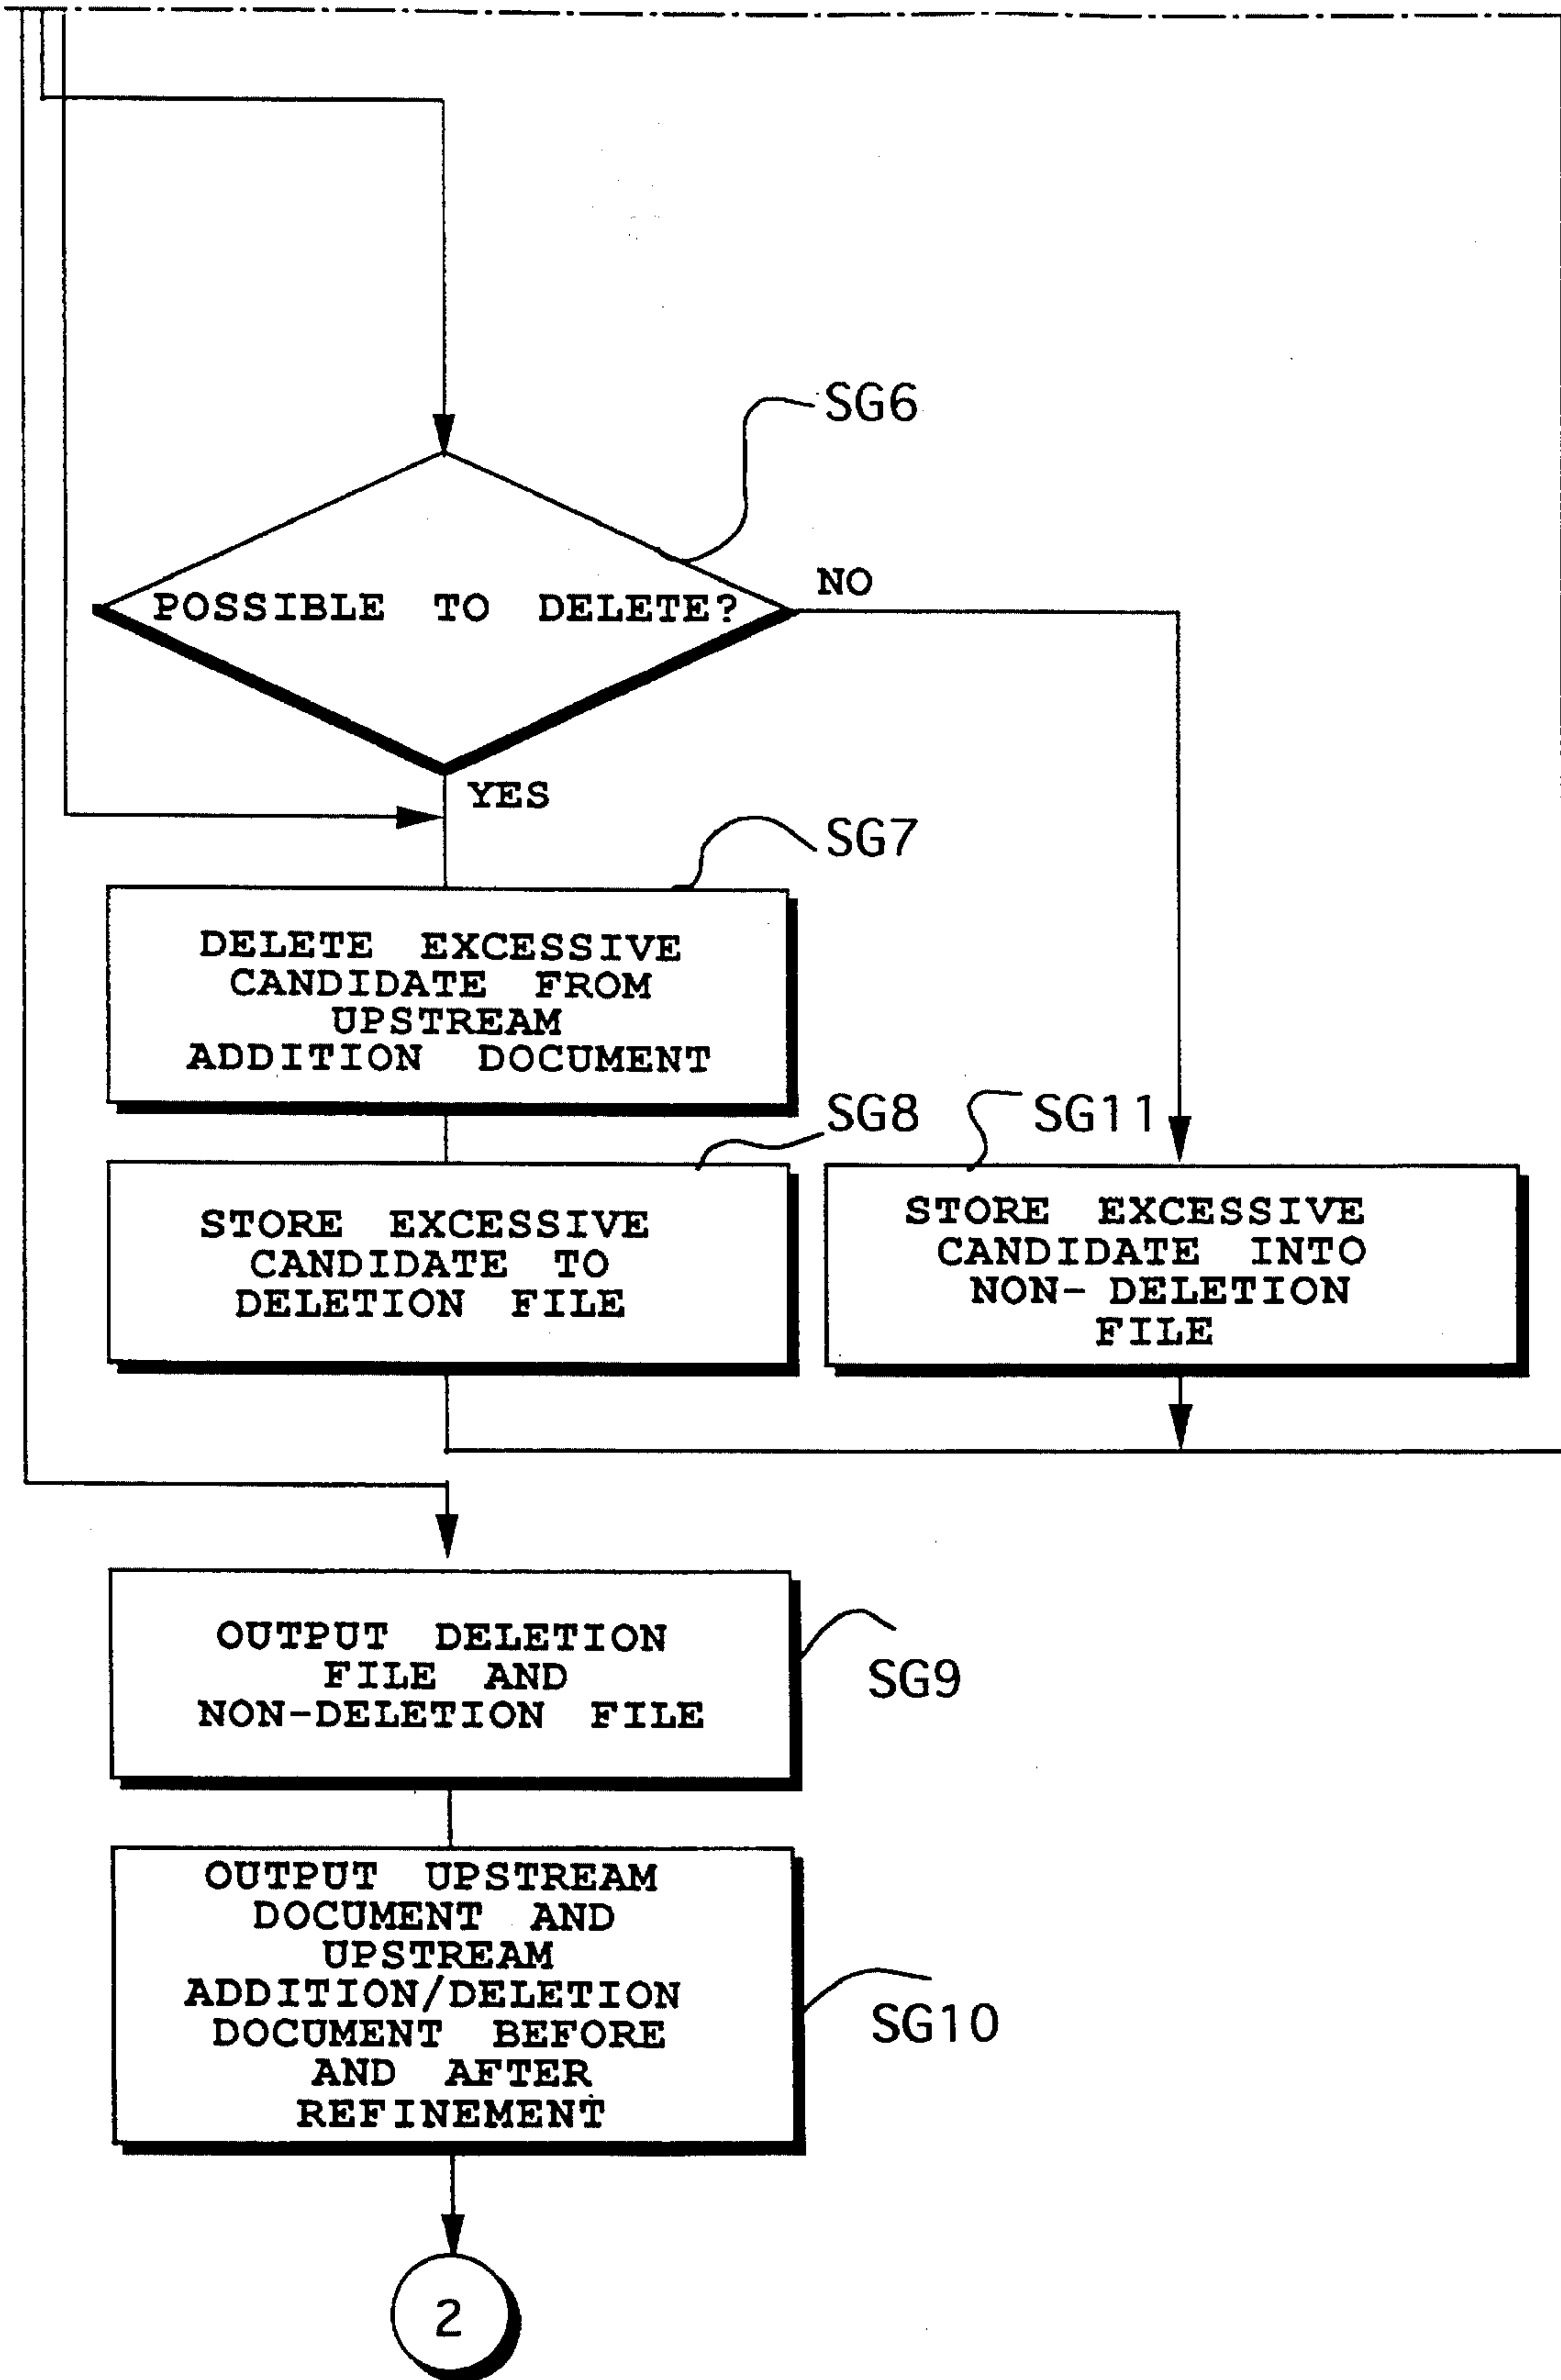 SG6
NO
POSSIBLE TO DELETE?
YES
SG7
DELETE EXCESSIVE
CANDIDATE FROM
UPSTREAM
ADDITION DOCUMENT
SG8
SG11
STORE EXCESSIVE
CANDIDATE TO
DELETION FILE
STORE EXCESSIVE
CANDIDATE INTO
NON- DELETION
FILE
OUTPUT DELETION
FILE AND
NON-DELETION FILE
SG9
OUTPUT UPSTREAM
DOCUMENT AND
UPSTREAM
ADDITION/DELETION
DOCUMENT BEFORE
AND AFTER
REFINEMENT
SG10
2